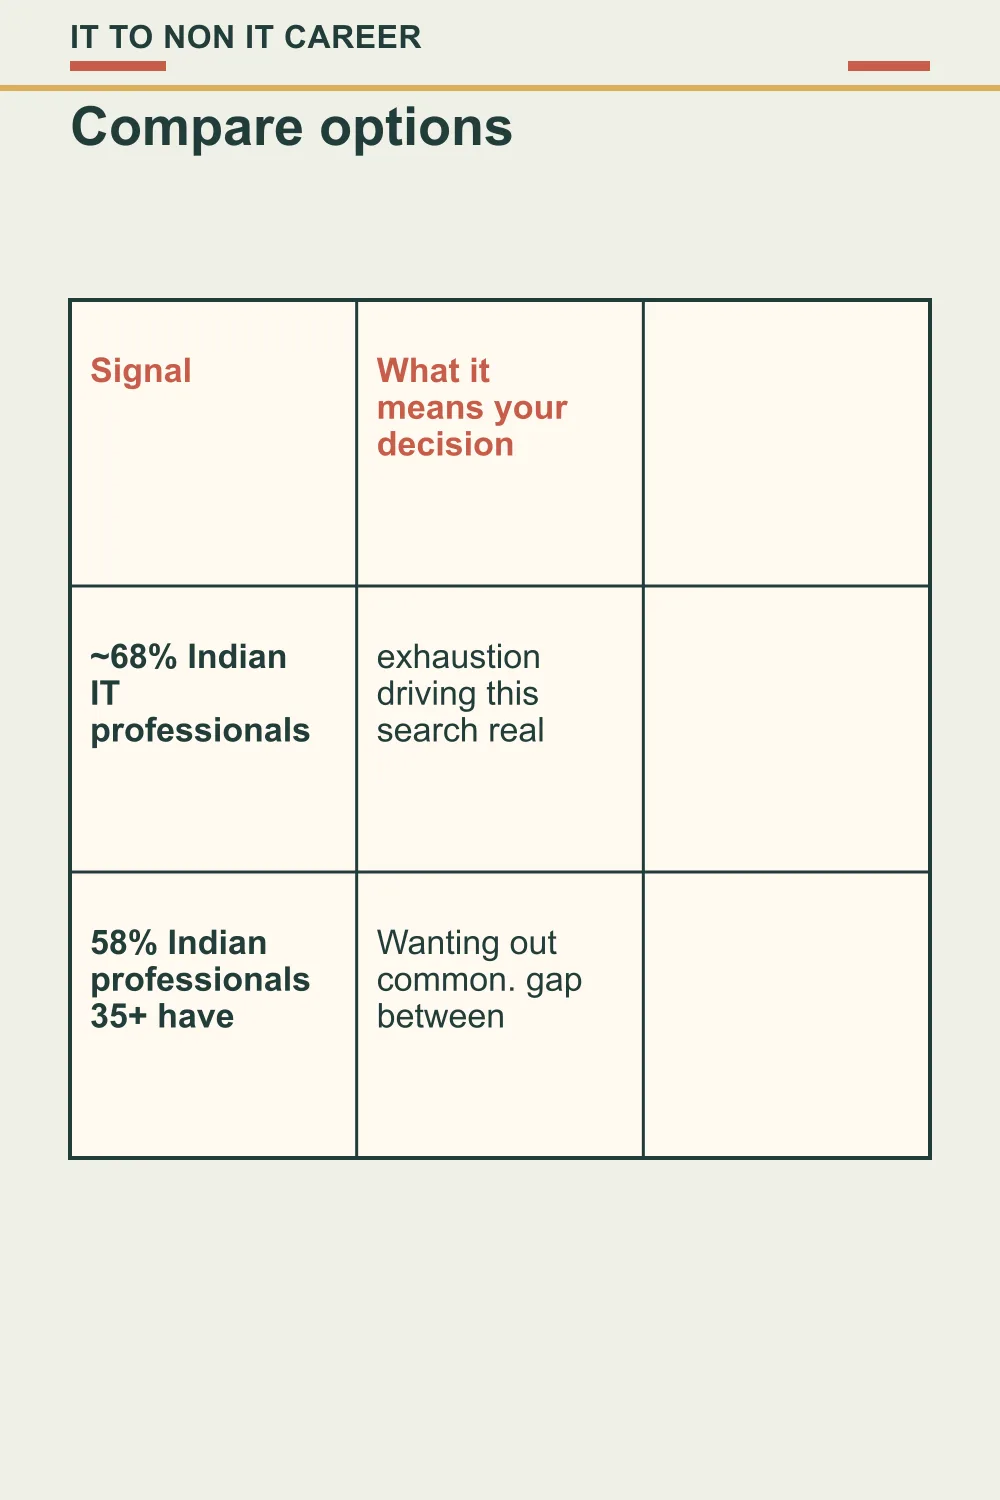 IT TO NON IT CAREER
Compare options
Signal
What it
means your
decision
~68% Indian
IT
professionals
exhaustion
driving this
search real
58% Indian
professionals
35+ have
Wanting out
common. gap
between